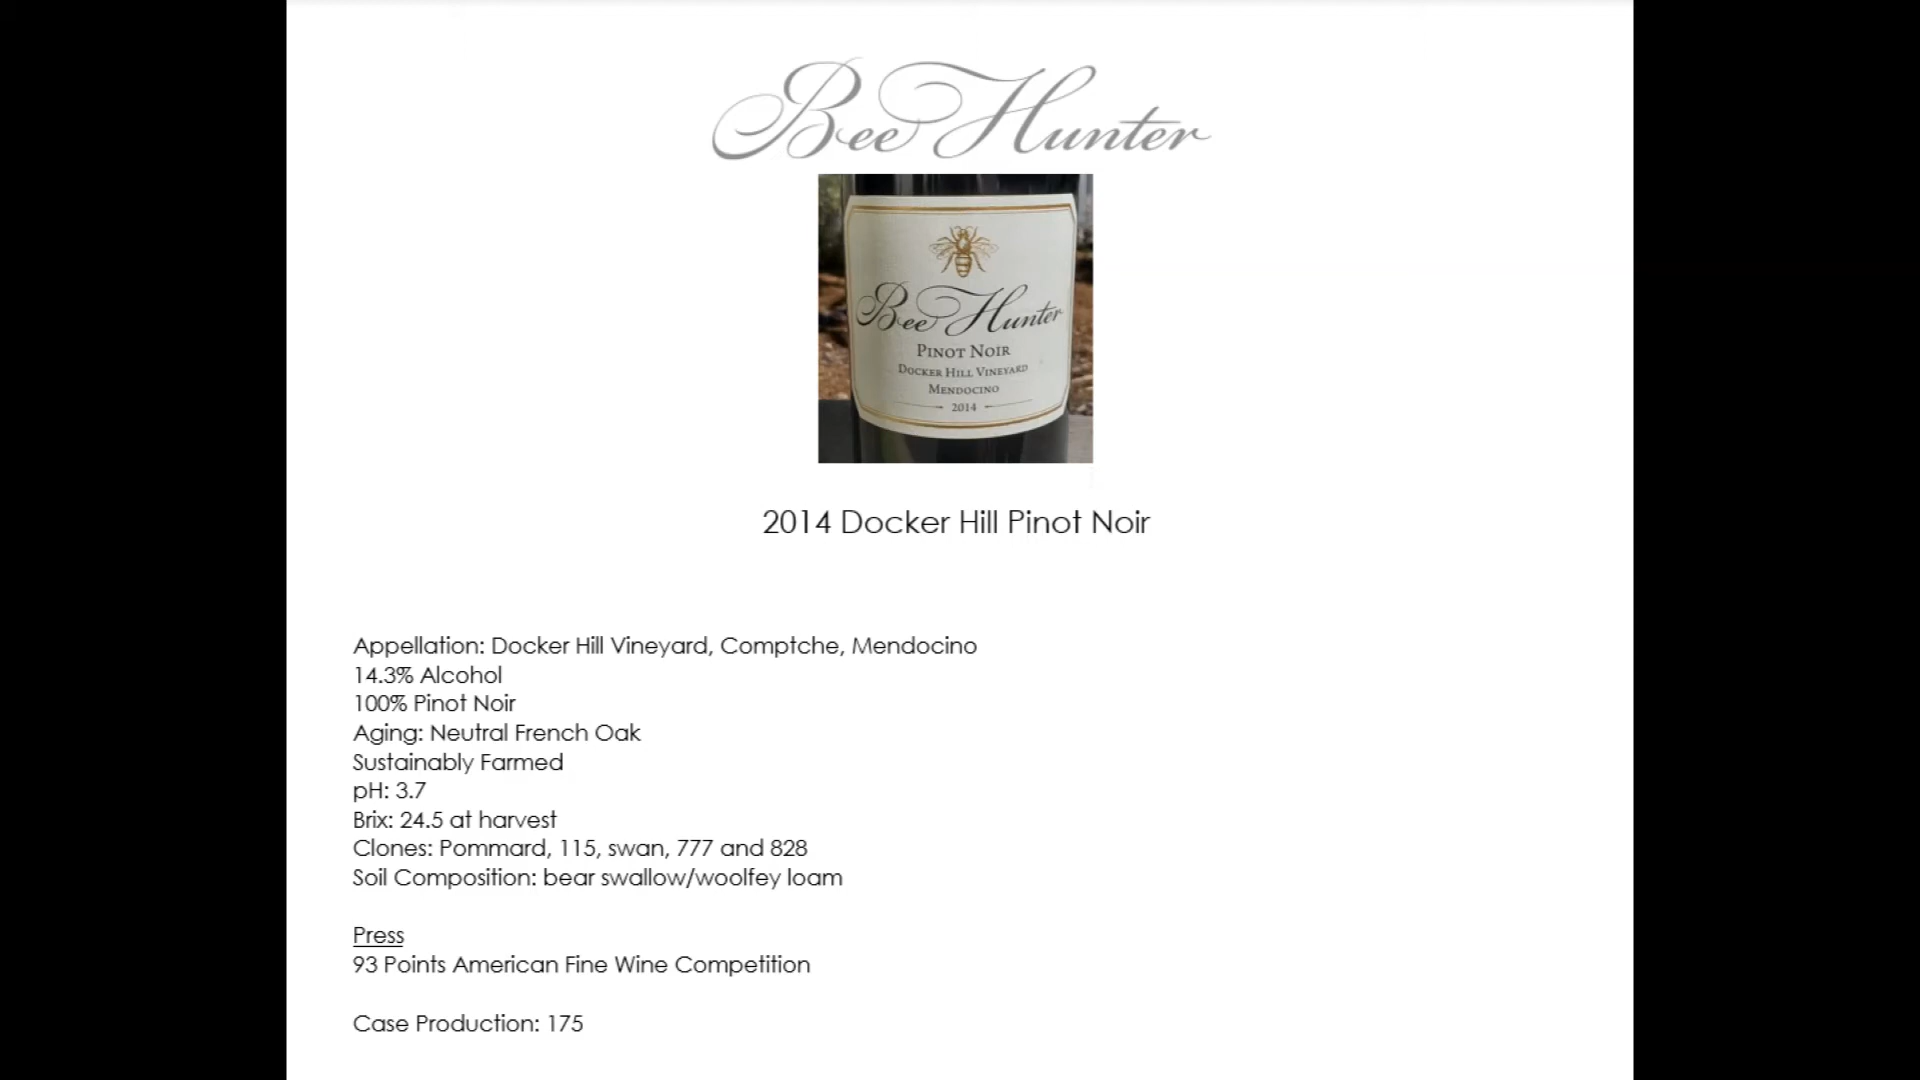 Bee Hunter
Bee Hunter
PINOT NOIR
DOCKER HILL VINEYARD
MENDOCINO
2014
2014 Docker Hill Pinot Noir
Appellation: Docker Hill Vineyard, Comptche, Mendocino
14.3% Alcohol
100% Pinot Noir
Aging: Neutral French Oak
Sustainably Farmed
pH: 3.7
Brix: 24.5 at harvest
Clones: Pommard, 115, swan, 777 and 828
Soil Composition: bear swallow/woolfey loam
Press
93 Points American Fine Wine Competition
Case Production: 175